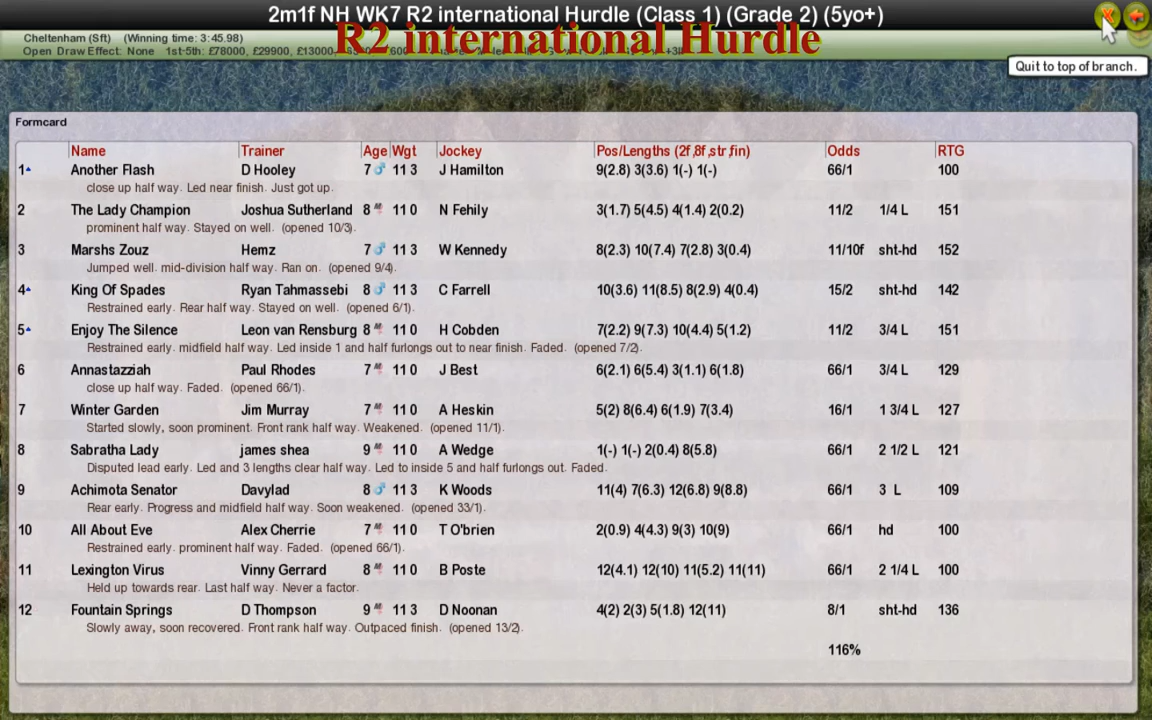 2m1f NH WK7 R2 international Hurdle (Class 1) (Grade 2) (5yo+)
R2 international Hurdle
Cheltenham (Sft) (Winning time: 3:45.98)
Open Draw Effect: None 1st-5th: £78000, £29900, £13000,
Quit to top of branch.
Formcard
Name Trainer Age Wgt Jockey Pos/Lengths (2f,8f,str,fin) Odds RTG
1 Another Flash D Hooley 7 11 3 J Hamilton 9(2.8) 3(3.6) 1(-) 1(-) 66/1 100
close up half way. Led near finish. Just got up.
2 The Lady Champion Joshua Sutherland 8 11 0 N Fehily 3(1.7) 5(4.5) 4(1.4) 2(0.2) 11/2 1/4 L 151
prominent half way. Stayed on well. (opened 10/3).
3 Marshs Zouz Hemz 7 11 3 W Kennedy 8(2.3) 10(7.4) 7(2.8) 3(0.4) 11/10f sht-hd 152
Jumped well. mid-division half way. Ran on. (opened 9/4).
4 King Of Spades Ryan Tahmassebi 8 11 3 C Farrell 10(3.6) 11(8.5) 8(2.9) 4(0.4) 15/2 sht-hd 142
Restrained early. Rear half way. Stayed on well. (opened 6/1).
5 Enjoy The Silence Leon van Rensburg 8 11 0 H Cobden 7(2.2) 9(7.3) 10(4.4) 5(1.2) 11/2 3/4 L 151
Restrained early. midfield half way. Led inside 1 and half furlongs out to near finish. Faded. (opened 7/2).
6 Annastazziah Paul Rhodes 7 11 0 J Best 6(2.1) 6(5.4) 3(1.1) 6(1.8) 66/1 3/4 L 129
close up half way. Faded. (opened 66/1).
7 Winter Garden Jim Murray 7 11 0 A Heskin 5(2) 8(6.4) 6(1.9) 7(3.4) 16/1 1 3/4 L 127
Started slowly, soon prominent. Front rank half way. Weakened. (opened 11/1).
8 Sabratha Lady james shea 9 11 0 A Wedge 1(-) 1(-) 2(0.4) 8(5.8) 66/1 2 1/2 L 121
Disputed lead early. Led and 3 lengths clear half way. Led to inside 5 and half furlongs out. Faded.
9 Achimota Senator Davylad 8 11 3 K Woods 11(4) 7(6.3) 12(6.8) 9(8.8) 66/1 3 L 109
Rear early. Progress and midfield half way. Soon weakened. (opened 33/1).
10 All About Eve Alex Cherrie 7 11 0 T O'brien 2(0.9) 4(4.3) 9(3) 10(9) 66/1 hd 100
Restrained early. prominent half way. Faded. (opened 66/1).
11 Lexington Virus Vinny Gerrard 8 11 0 B Poste 12(4.1) 12(10) 11(5.2) 11(11) 66/1 2 1/4 L 100
Held up towards rear. Last half way. Never a factor.
12 Fountain Springs D Thompson 9 11 3 D Noonan 4(2) 2(3) 5(1.8) 12(11) 8/1 sht-hd 136
Slowly away, soon recovered. Front rank half way. Outpaced finish. (opened 13/2).
116%